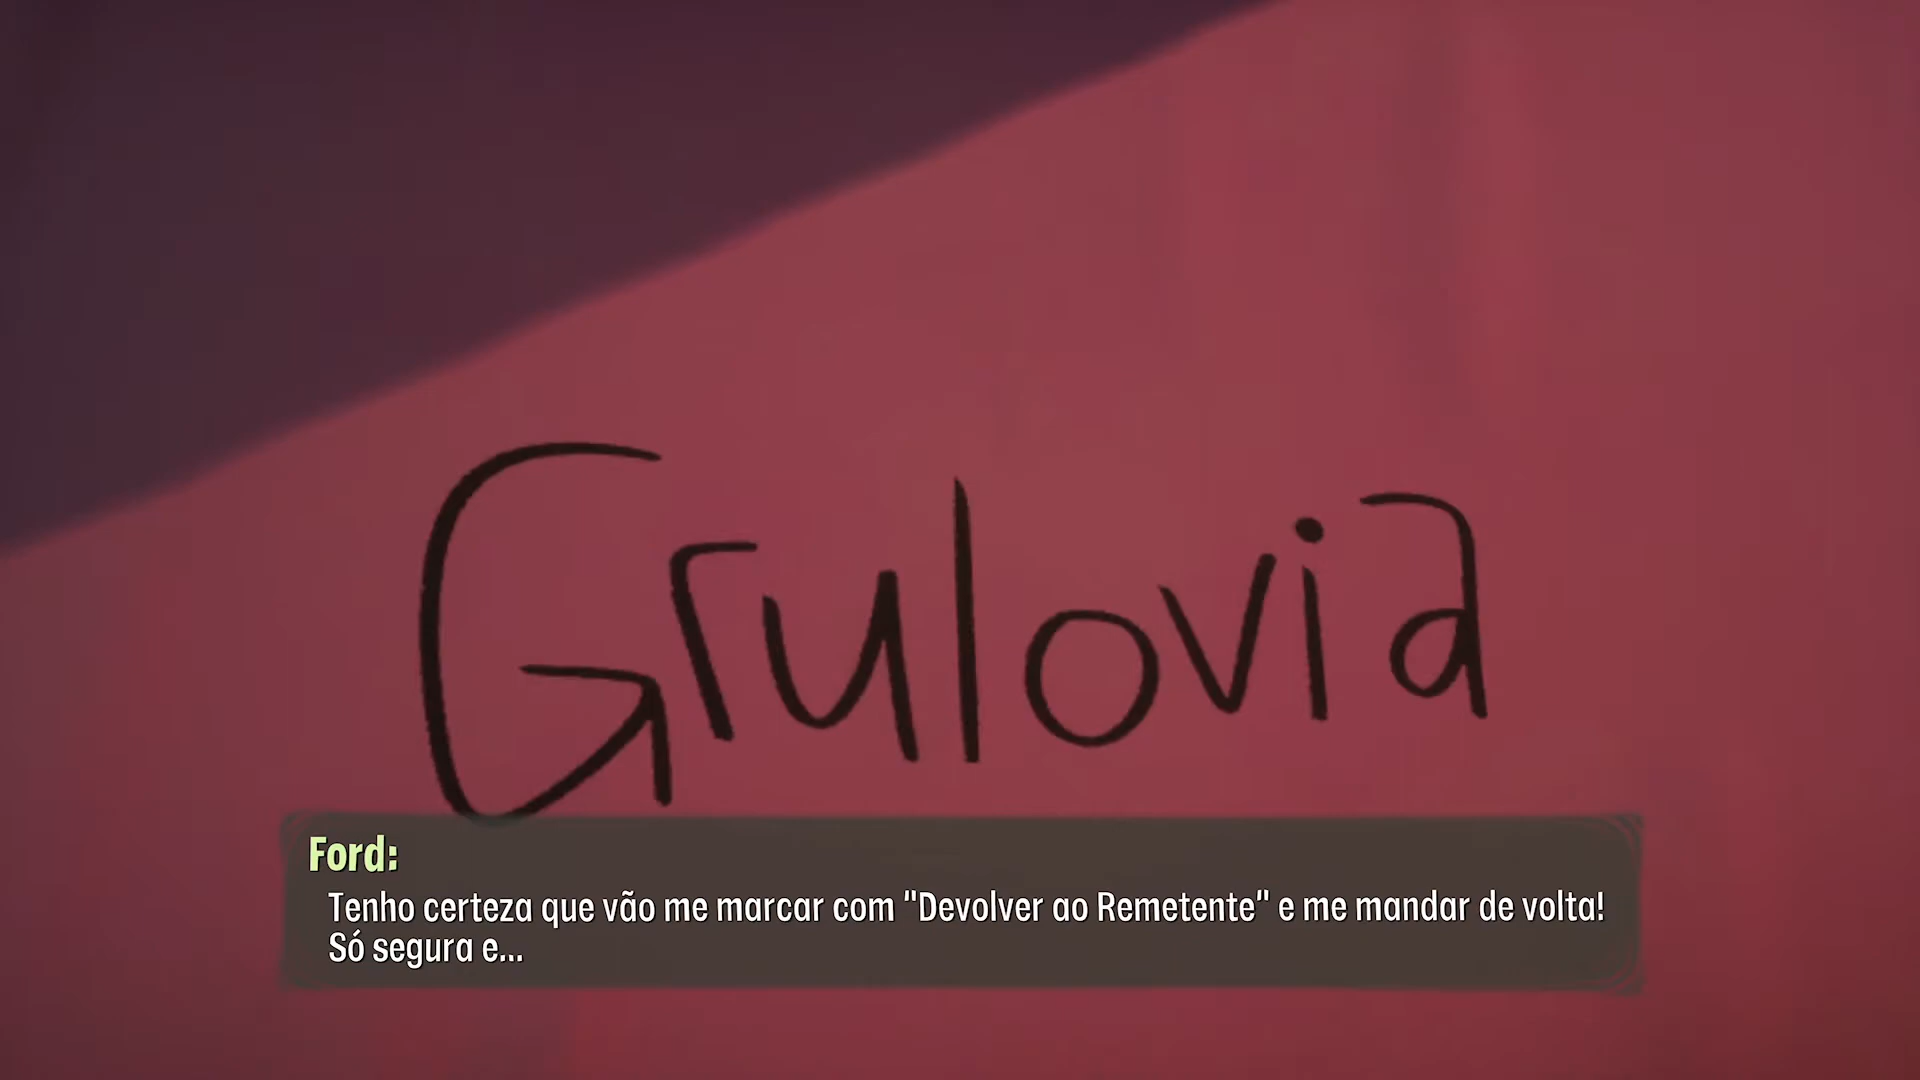 Grulovia
Ford:
Tenho certeza que vão me marcar com "Devolver ao Remetente" e me mandar de volta!
Só segura e...